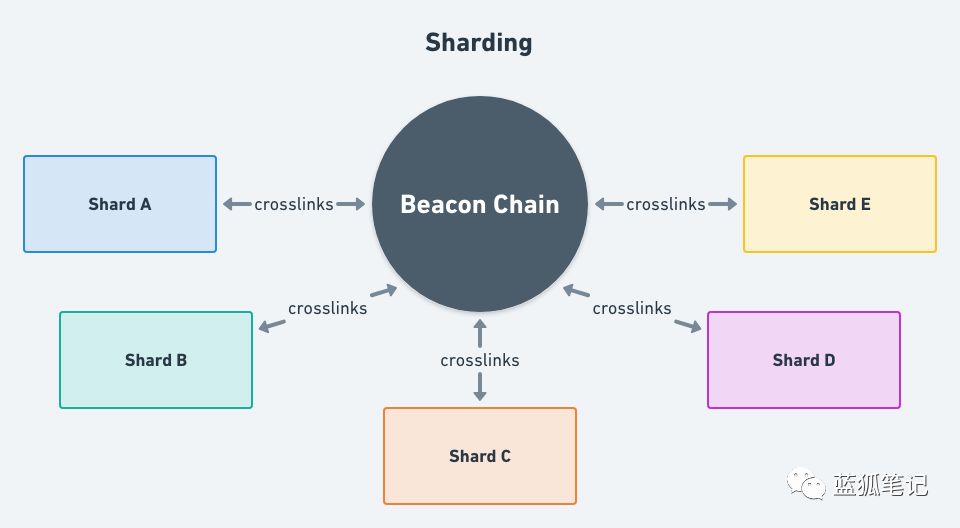 Sharding
Beacon Chain
Shard A
crosslinks
crosslinks
Shard E
crosslinks
crosslinks
Shard B
crosslinks
Shard D
Shard C
蓝狐笔记